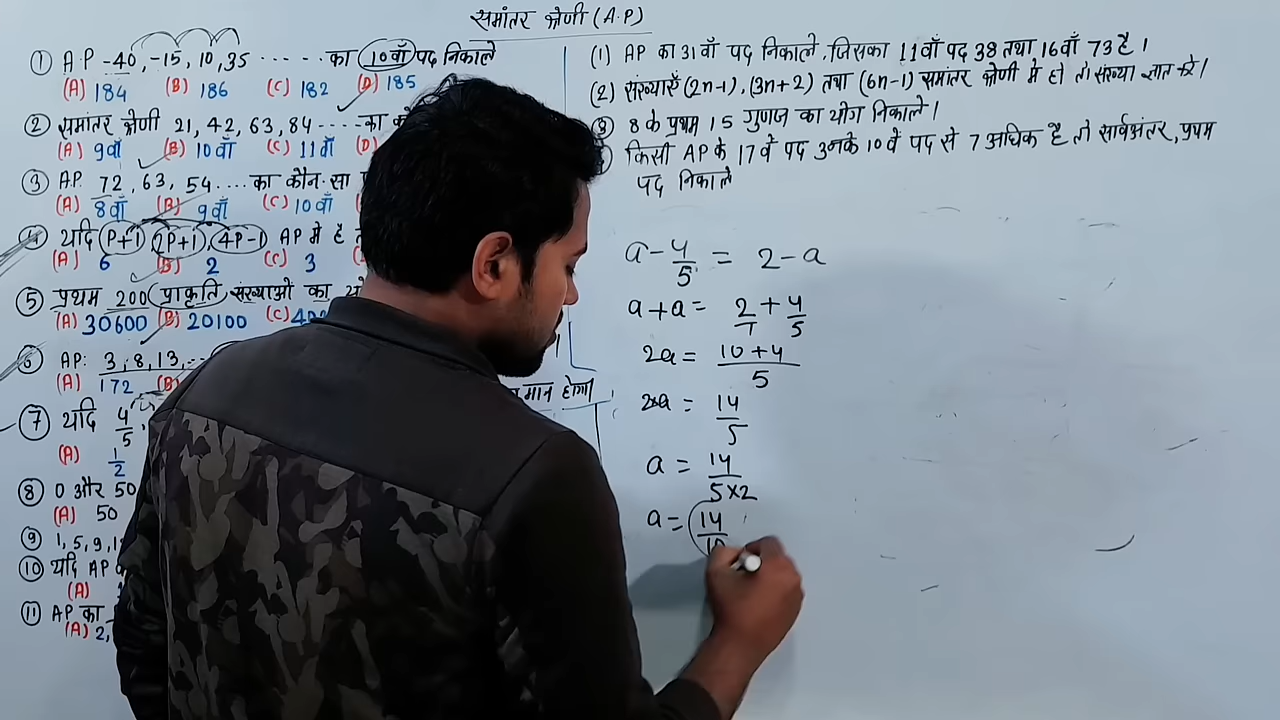 समांतर श्रेणी (A.P)
① A.P -40, -15, 10, 35 ...... का 10वाँ पद निकाले
(A) 184 (B) 186 (C) 182 (D) 185
② समांतर श्रेणी 21, 42, 63, 84 ..... का
(A) 9वाँ (B) 10वाँ (C) 11वाँ (D)
③ A.P. 72, 63, 54 .... का कौन-सा
(A) 8वाँ (B) 9वाँ (C) 10वाँ
④ यदि P+1, 2P+1, 4P-1 AP में है
(A) 6 (B) 2 (C) 3
⑤ प्रथम 200 प्राकृति संख्याओं का
(A) 30600 (B) 20100 (C)
⑥ AP: 3, 8, 13, ..
(A) 172 (B)
मान होगा
⑦ यदि 4/5,
(A) 1/2
⑧ 0 और 50
(A) 50
⑨ 1, 5, 9,
⑩ यदि AP
(A)
⑪ AP का
(A) 2,
(1) AP का 31वाँ पद निकाले, जिसका 11वाँ पद 38 तथा 16वाँ 73 है।
(2) संख्याएँ (2n-1), (3n+2) तथा (6n-1) समांतर श्रेणी में हो तो संख्या ज्ञात करे।
8 के प्रथम 15 गुणज का योग निकाले।
किसी AP के 17 वे पद उनके 10 वे पद से 7 अधिक है तो सार्वअंतर, प्रथम
पद निकाले
a - 4/5 = 2 - a
a + a = 2/1 + 4/5
2a = 10 + 4/5
2a = 14/5
a = 14/5×2
a = 14/10